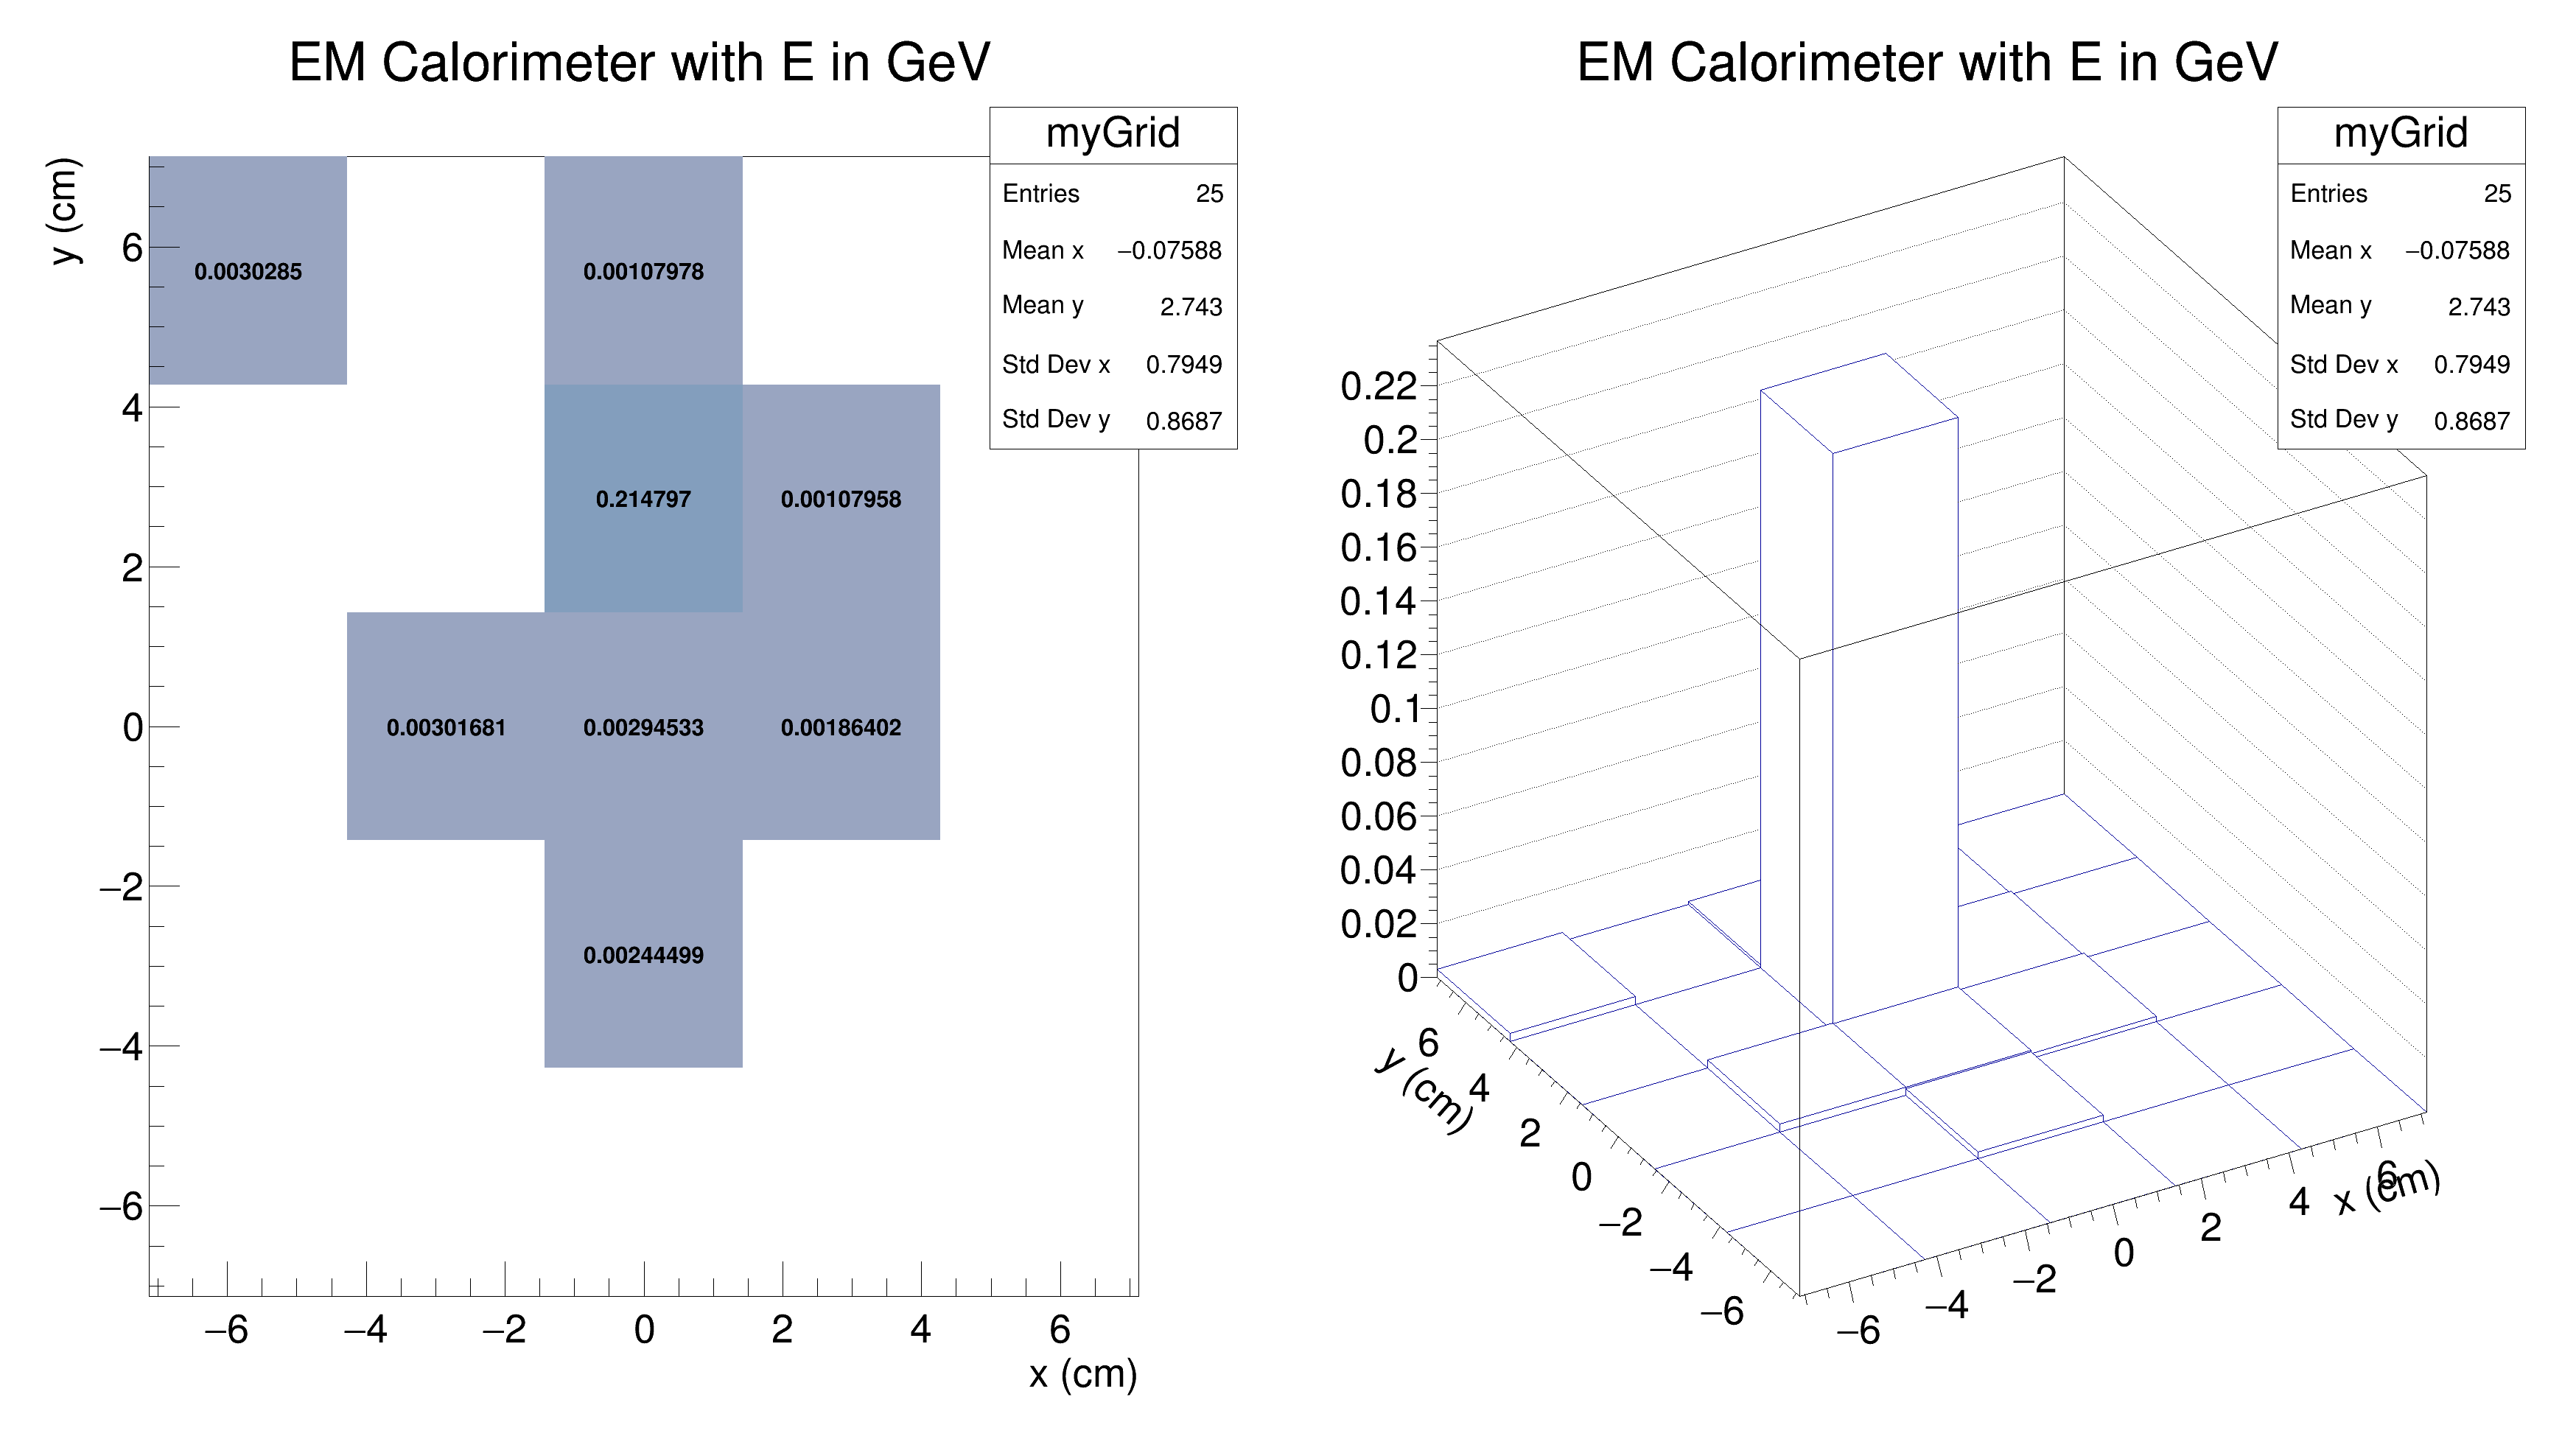 EM Calorimeter with E in GeV
myGrid
Entries 25
Mean x −0.07588
Mean y 2.743
Std Dev x 0.7949
Std Dev y 0.8687
y (cm)
6
4
2
0
−2
−4
−6
0.0030285
0.00107978
0.214797
0.00107958
0.00301681
0.00294533
0.00186402
0.00244499
−6
−4
−2
0
2
4
6
x (cm)
EM Calorimeter with E in GeV
myGrid
Entries 25
Mean x −0.07588
Mean y 2.743
Std Dev x 0.7949
Std Dev y 0.8687
0.22
0.2
0.18
0.16
0.14
0.12
0.1
0.08
0.06
0.04
0.02
0
6
4
2
0
−2
−4
−6
y (cm)
−6
−4
−2
0
2
4
6
x (cm)